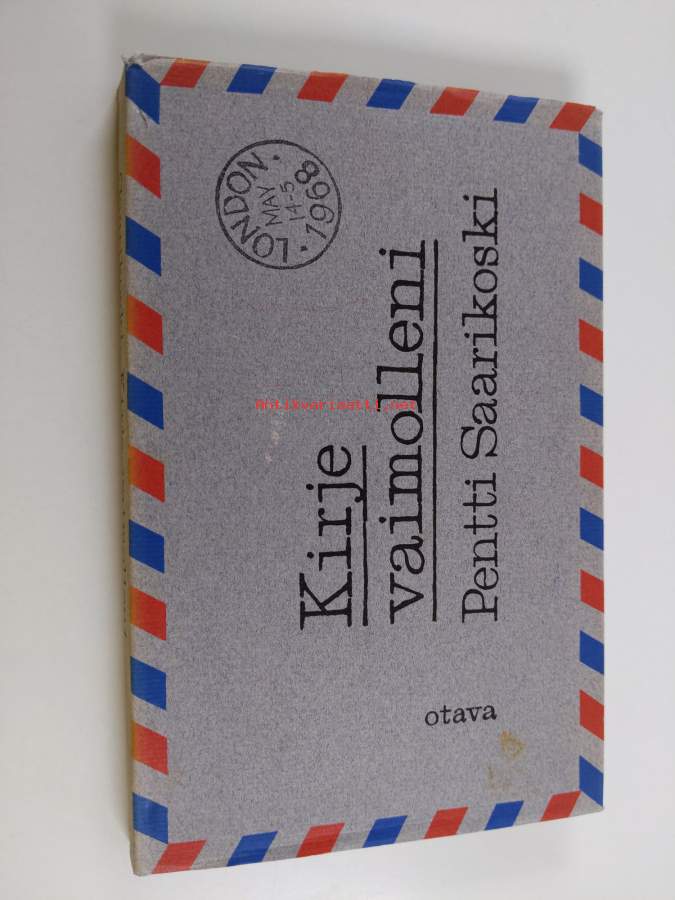 LONDON.
MAY
14-5
· 1968
Kirje
vaimolleni
Pentti Saarikoski
otava
Antikvariaatti.net